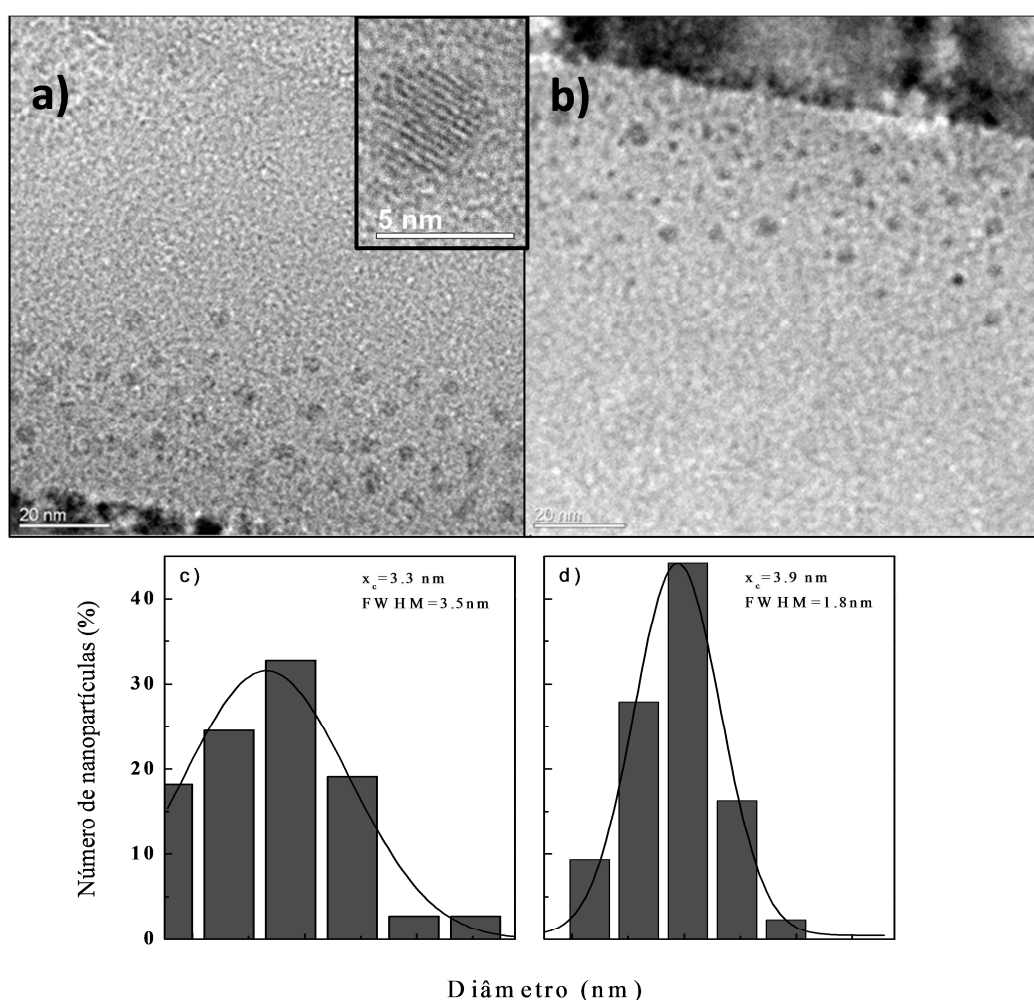 a)
5 nm
20 nm
b)
20 nm
c)
x_c=3.3 nm
FWHM=3.5nm
d)
x_c=3.9 nm
FWHM=1.8nm
Número de nanopartículas (%)
40
30
20
10
0
Diâmetro (nm)